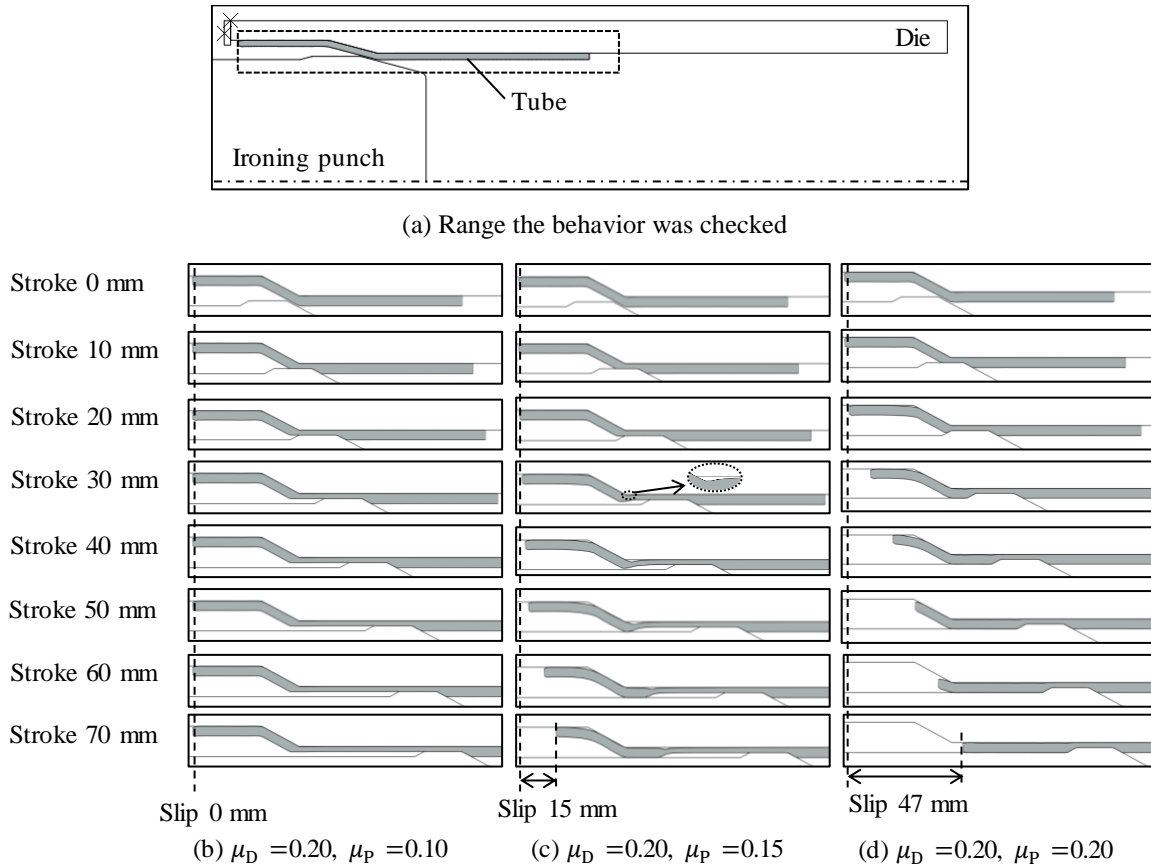 Die
Tube
Ironing punch
(a) Range the behavior was checked
Stroke 0 mm
Stroke 10 mm
Stroke 20 mm
Stroke 30 mm
Stroke 40 mm
Stroke 50 mm
Stroke 60 mm
Stroke 70 mm
Slip 0 mm
Slip 15 mm
Slip 47 mm
(b) μD =0.20, μP =0.10
(c) μD =0.20, μP =0.15
(d) μD =0.20, μP =0.20